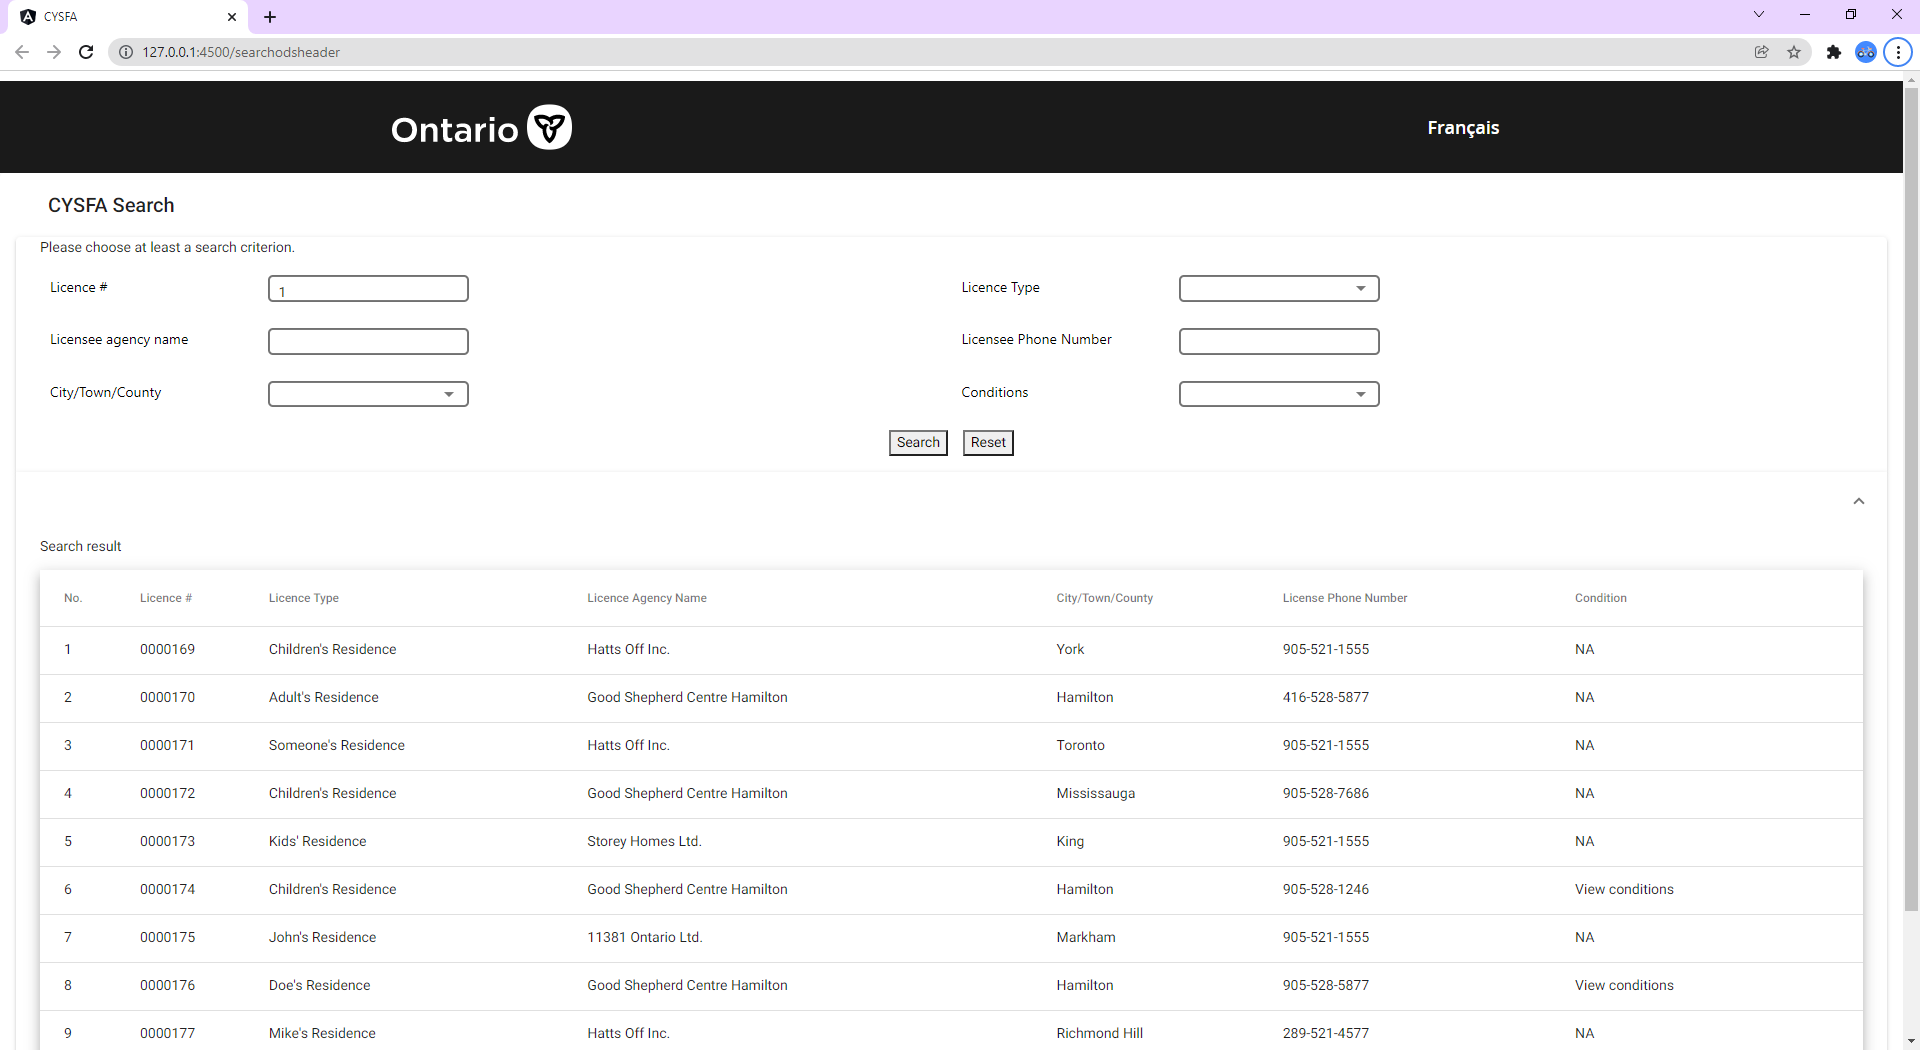 CYSFA
127.0.0.1:4500/searchodsheader
Ontario
Français
CYSFA Search
Please choose at least a search criterion.
Licence # 1 Licence Type
Licensee agency name Licensee Phone Number
City/Town/County Conditions
Search Reset
Search result
No. Licence # Licence Type Licence Agency Name City/Town/County License Phone Number Condition
1 0000169 Children's Residence Hatts Off Inc. York 905-521-1555 NA
2 0000170 Adult's Residence Good Shepherd Centre Hamilton Hamilton 416-528-5877 NA
3 0000171 Someone's Residence Hatts Off Inc. Toronto 905-521-1555 NA
4 0000172 Children's Residence Good Shepherd Centre Hamilton Mississauga 905-528-7686 NA
5 0000173 Kids' Residence Storey Homes Ltd. King 905-521-1555 NA
6 0000174 Children's Residence Good Shepherd Centre Hamilton Hamilton 905-528-1246 View conditions
7 0000175 John's Residence 11381 Ontario Ltd. Markham 905-521-1555 NA
8 0000176 Doe's Residence Good Shepherd Centre Hamilton Hamilton 905-528-5877 View conditions
9 0000177 Mike's Residence Hatts Off Inc. Richmond Hill 289-521-4577 NA